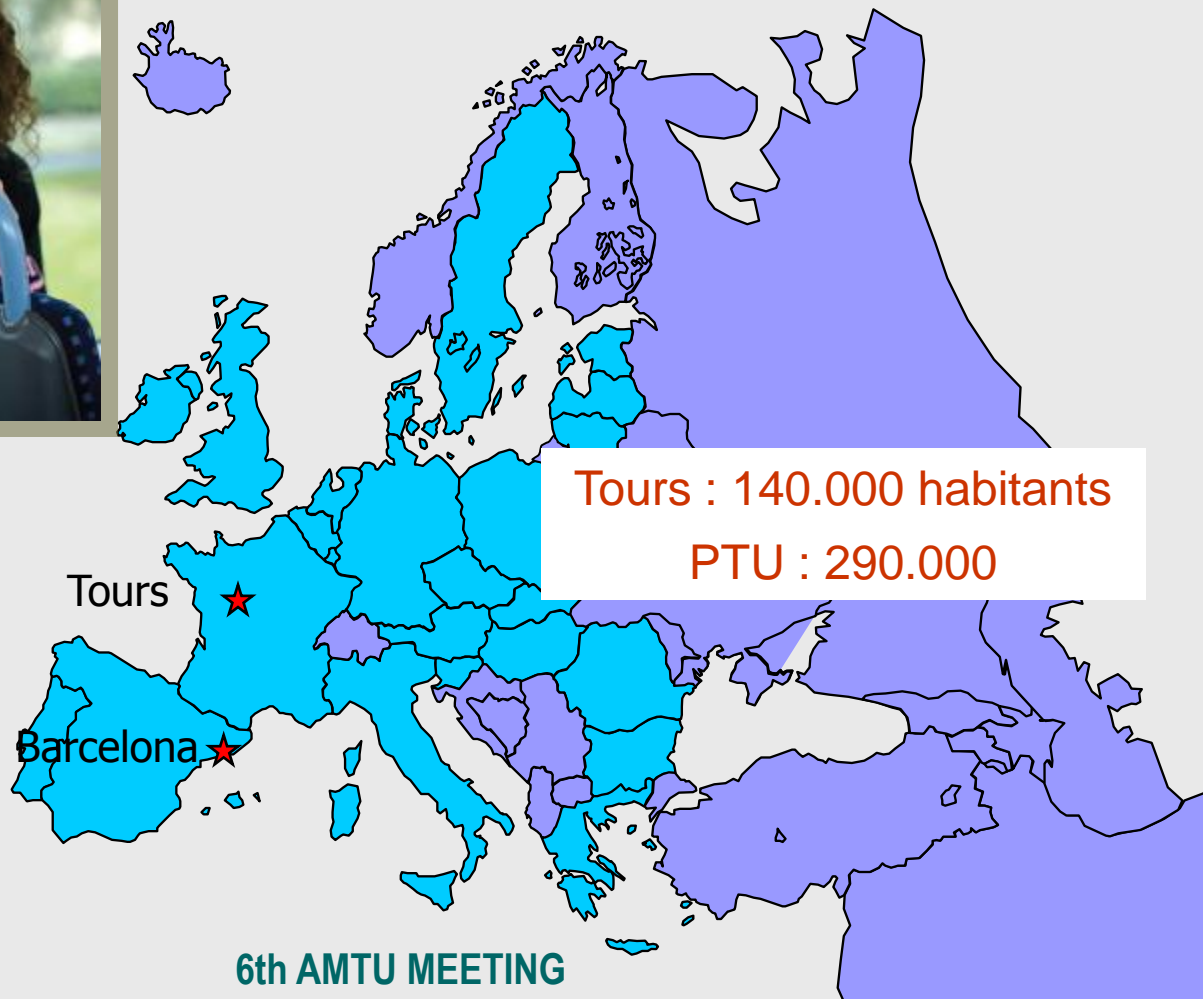 Tours : 140.000 habitants
PTU : 290.000
Tours
Barcelona
6th AMTU MEETING